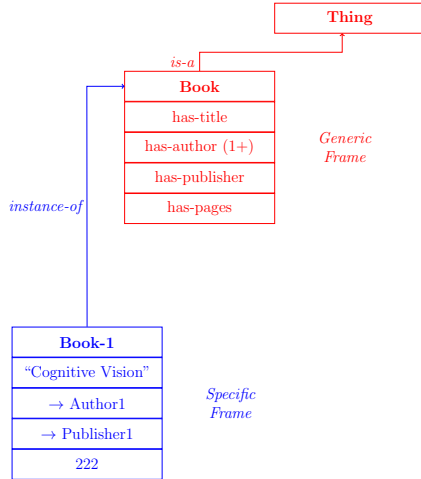 Thing
is-a
Book
has-title
has-author (1+)
has-publisher
has-pages
Generic
Frame
instance-of
Book-1
“Cognitive Vision”
→ Author1
→ Publisher1
222
Specific
Frame